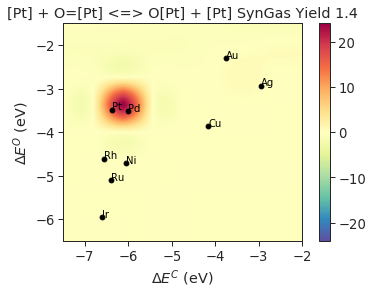 [Pt] + O=[Pt] <=> O[Pt] + [Pt] SynGas Yield 1.4
−2
−3
−4
−5
−6
ΔE^O (eV)
Au
Ag
Pt
Pd
Cu
Rh
Ni
Ru
Ir
−7
−6
−5
−4
−3
−2
ΔE^C (eV)
20
10
0
−10
−20